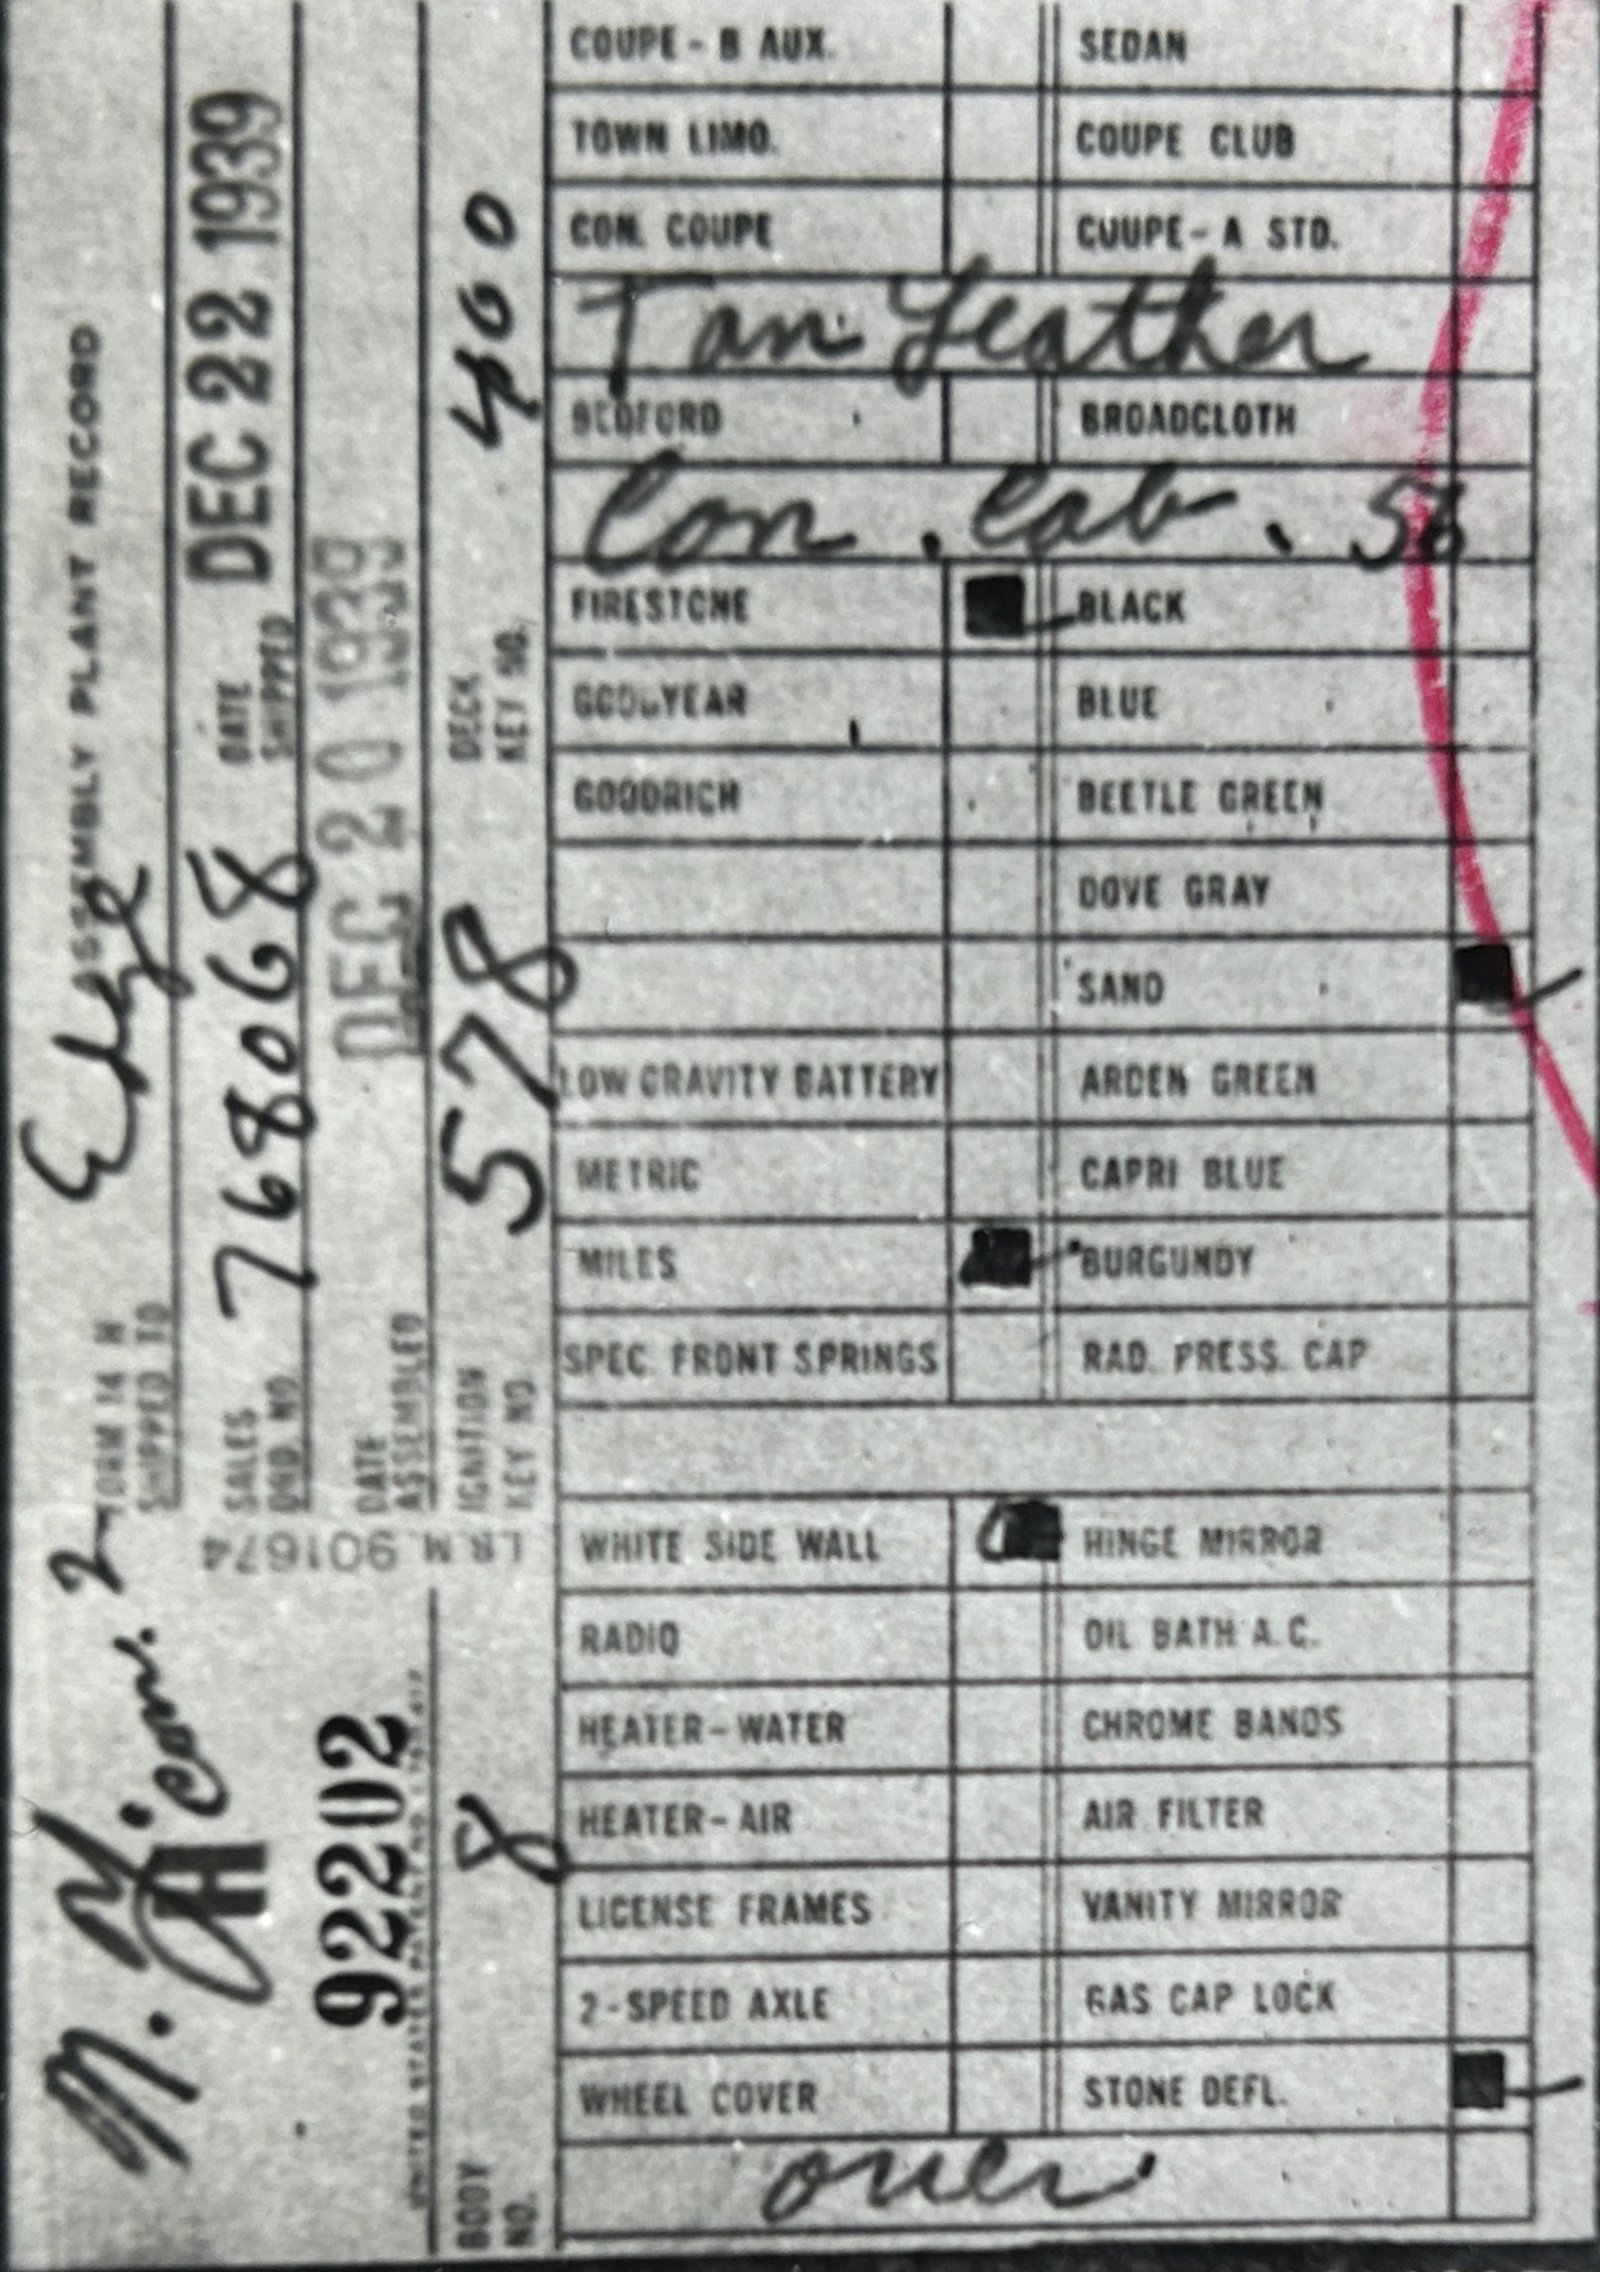 ASSEMBLY PLANT RECORD
FORM 14 N
SHIPPED TO Edg
SALES ORD. NO 768068
DATE SHIPPED DEC 22 1939
DATE ASSEMBLED DEC 20 1939
IGNITION KEY NO 578
DECK KEY NO. 400
LRM 901674
H
92202
BODY NO. 8
COUPE - B AUX. SEDAN
TOWN LIMO. COUPE CLUB
CON. COUPE COUPE - A STD.
Tan Leather
BEDFORD BROADCLOTH
Con. Cab. 56
FIRESTONE BLACK
GOODYEAR BLUE
GOODRICH BEETLE GREEN
DOVE GRAY
SAND
LOW GRAVITY BATTERY ARDEN GREEN
METRIC CAPRI BLUE
MILES BURGUNDY
SPEC. FRONT SPRINGS RAD. PRESS. CAP
WHITE SIDE WALL HINGE MIRROR
RADIO OIL BATH A.C.
HEATER - WATER CHROME BANDS
HEATER - AIR AIR FILTER
LICENSE FRAMES VANITY MIRROR
2 - SPEED AXLE GAS CAP LOCK
WHEEL COVER STONE DEFL.
over